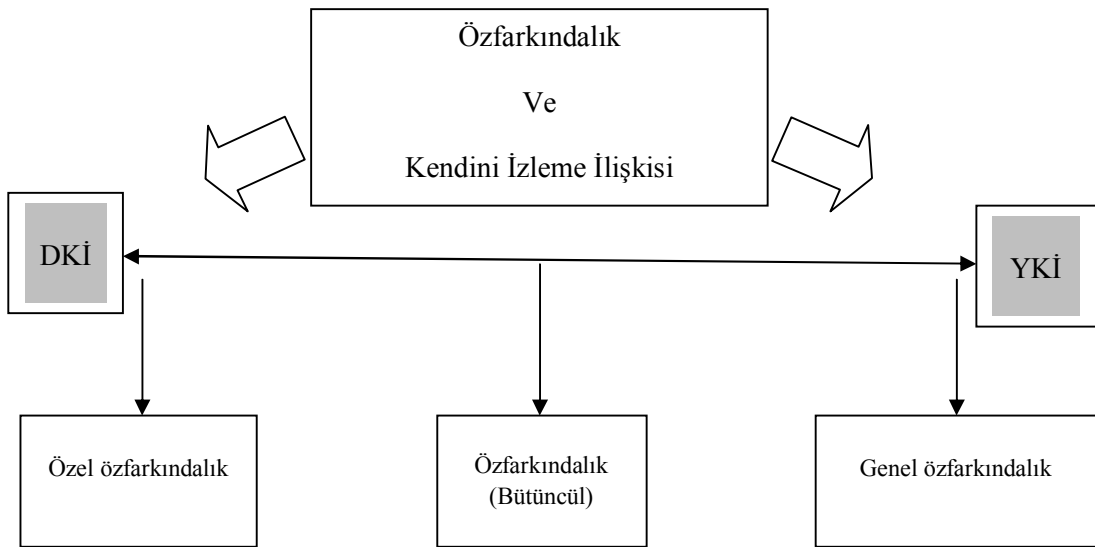 Özfarkındalık
Ve
Kendini İzleme İlişkisi
DKİ
YKİ
Özel özfarkındalık
Özfarkındalık
(Bütüncül)
Genel özfarkındalık